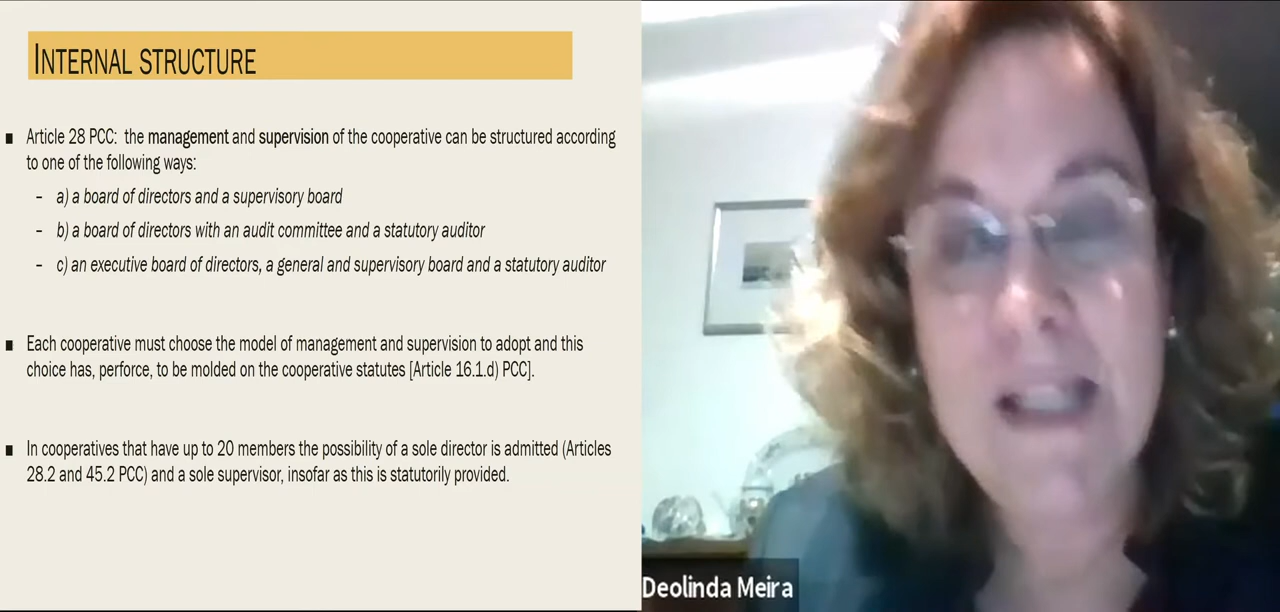 INTERNAL STRUCTURE
▪ Article 28 PCC: the management and supervision of the cooperative can be structured according
to one of the following ways:
– a) a board of directors and a supervisory board
– b) a board of directors with an audit committee and a statutory auditor
– c) an executive board of directors, a general and supervisory board and a statutory auditor
▪ Each cooperative must choose the model of management and supervision to adopt and this
choice has, perforce, to be molded on the cooperative statutes [Article 16.1.d) PCC].
▪ In cooperatives that have up to 20 members the possibility of a sole director is admitted (Articles
28.2 and 45.2 PCC) and a sole supervisor, insofar as this is statutorily provided.
Deolinda Meira